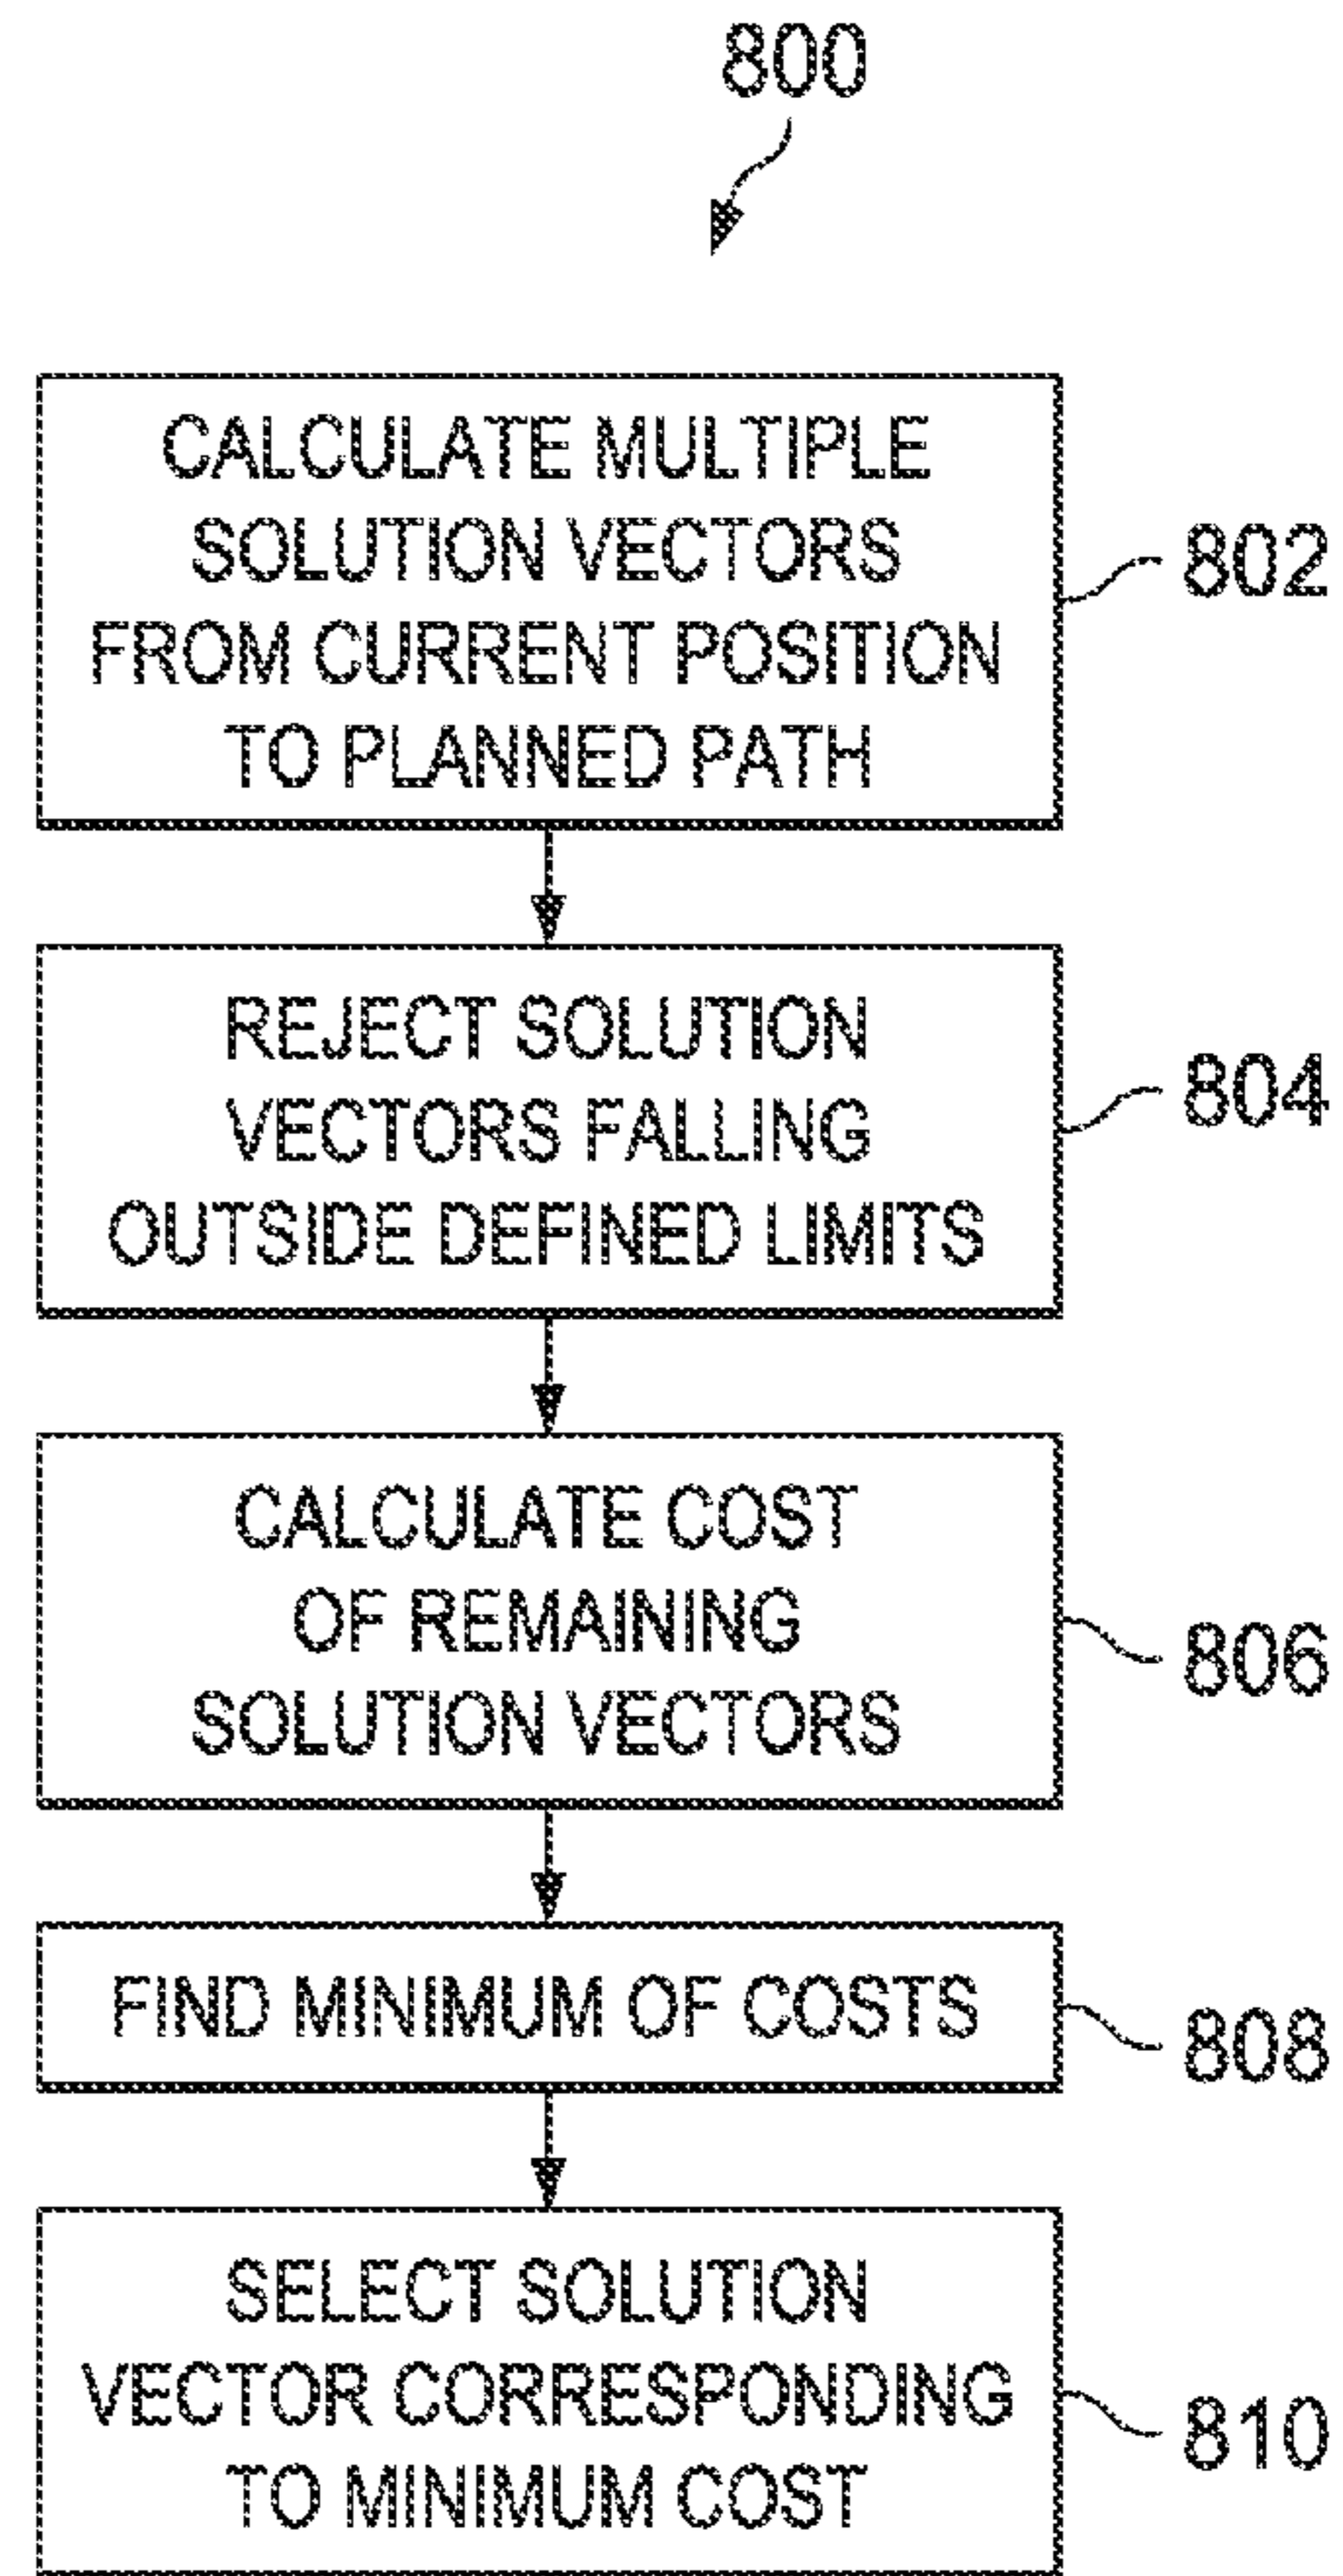 800
CALCULATE MULTIPLE
SOLUTION VECTORS
FROM CURRENT POSITION
TO PLANNED PATH
802
REJECT SOLUTION
VECTORS FALLING
OUTSIDE DEFINED LIMITS
804
CALCULATE COST
OF REMAINING
SOLUTION VECTORS
806
FIND MINIMUM OF COSTS
808
SELECT SOLUTION
VECTOR CORRESPONDING
TO MINIMUM COST
810